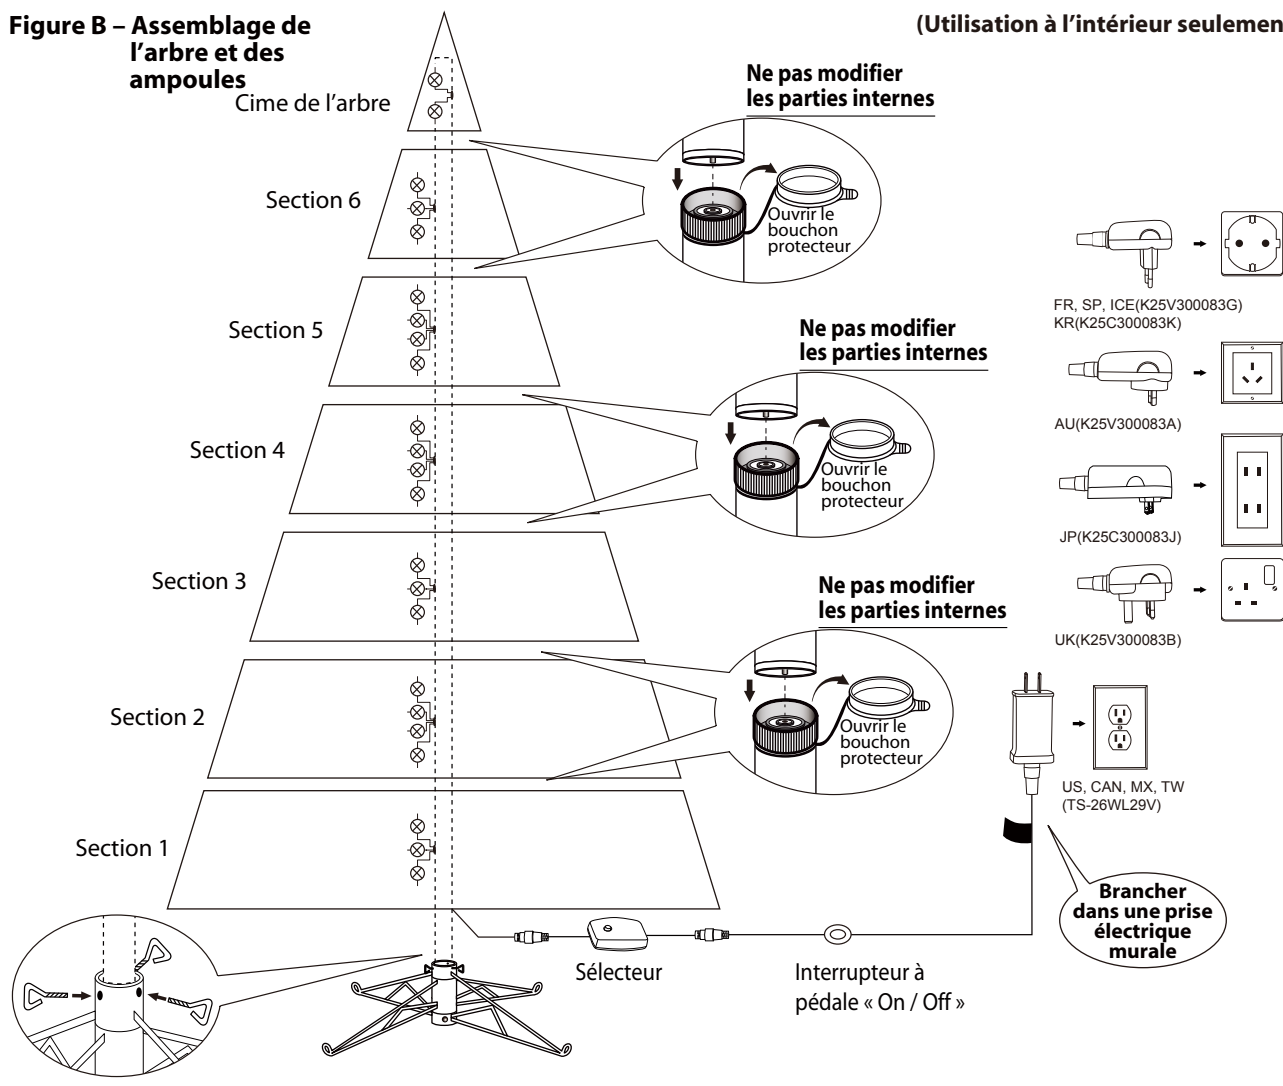 Figure B – Assemblage de
l’arbre et des
ampoules
(Utilisation à l’intérieur seulemen
Cime de l’arbre
Section 6
Section 5
Section 4
Section 3
Section 2
Section 1
Ne pas modifier
les parties internes
Ouvrir le
bouchon
protecteur
Ne pas modifier
les parties internes
Ouvrir le
bouchon
protecteur
Ne pas modifier
les parties internes
Ouvrir le
bouchon
protecteur
FR, SP, ICE(K25V300083G)
KR(K25C300083K)
AU(K25V300083A)
JP(K25C300083J)
UK(K25V300083B)
US, CAN, MX, TW
(TS-26WL29V)
Brancher
dans une prise
électrique
murale
Sélecteur
Interrupteur à
pédale « On / Off »